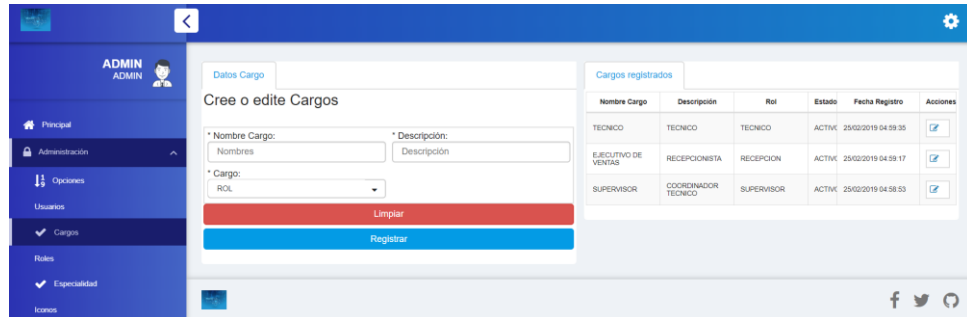 ADMIN
ADMIN
Principal
Administración
Opciones
Usuarios
Cargos
Roles
Especialidad
Iconos
Datos Cargo
Cree o edite Cargos
* Nombre Cargo: * Descripción:
Nombres Descripción
* Cargo:
ROL
Limpiar
Registrar
Cargos registrados
Nombre Cargo Descripción Rol Estado Fecha Registro Acciones
TECNICO TECNICO TECNICO ACTIVO 25/02/2019 04:59:35
EJECUTIVO DE
VENTAS RECEPCIONISTA RECEPCION ACTIVO 25/02/2019 04:59:17
SUPERVISOR COORDINADOR
TECNICO SUPERVISOR ACTIVO 25/02/2019 04:58:53